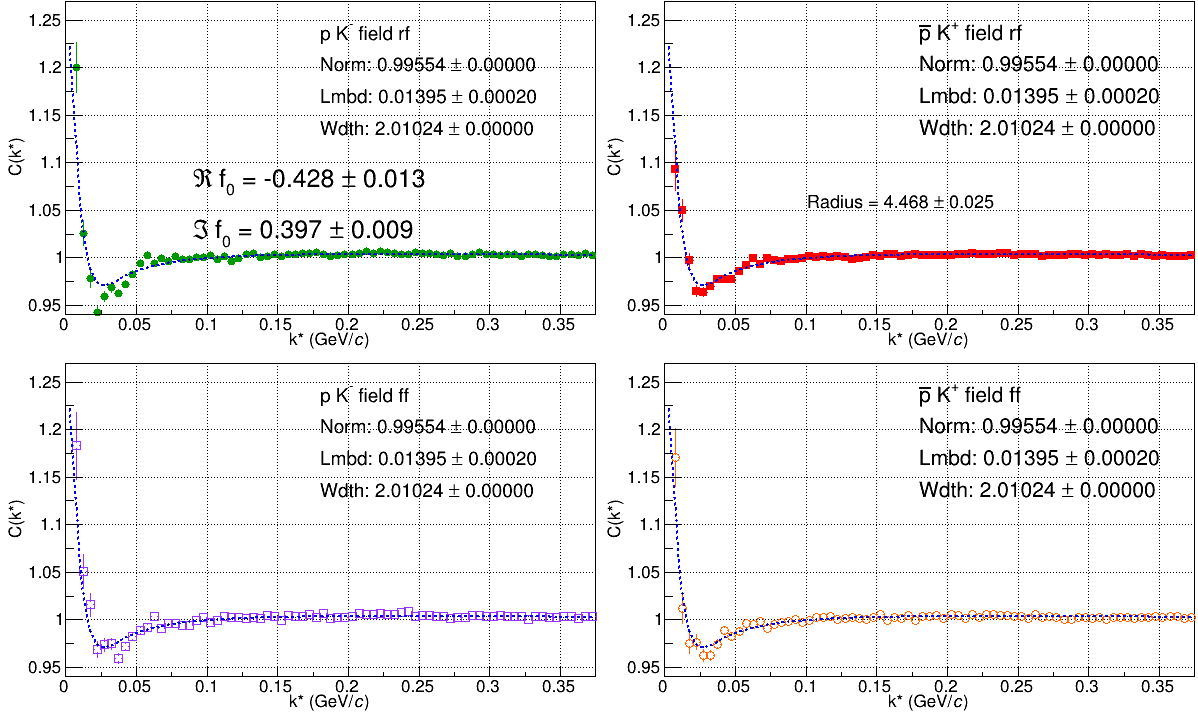 p K⁻ field rf
Norm: 0.99554 ± 0.00000
Lmbd: 0.01395 ± 0.00020
Wdth: 2.01024 ± 0.00000
ℜ f₀ = -0.428 ± 0.013
ℑ f₀ = 0.397 ± 0.009
C(k*)
1.25
1.2
1.15
1.1
1.05
1
0.95
0 0.05 0.1 0.15 0.2 0.25 0.3 0.35
k* (GeV/c)
p̅ K⁺ field rf
Norm: 0.99554 ± 0.00000
Lmbd: 0.01395 ± 0.00020
Wdth: 2.01024 ± 0.00000
Radius = 4.468 ± 0.025
C(k*)
1.25
1.2
1.15
1.1
1.05
1
0.95
0 0.05 0.1 0.15 0.2 0.25 0.3 0.35
k* (GeV/c)
p K⁻ field ff
Norm: 0.99554 ± 0.00000
Lmbd: 0.01395 ± 0.00020
Wdth: 2.01024 ± 0.00000
C(k*)
1.25
1.2
1.15
1.1
1.05
1
0.95
0 0.05 0.1 0.15 0.2 0.25 0.3 0.35
k* (GeV/c)
p̅ K⁺ field ff
Norm: 0.99554 ± 0.00000
Lmbd: 0.01395 ± 0.00020
Wdth: 2.01024 ± 0.00000
C(k*)
1.25
1.2
1.15
1.1
1.05
1
0.95
0 0.05 0.1 0.15 0.2 0.25 0.3 0.35
k* (GeV/c)